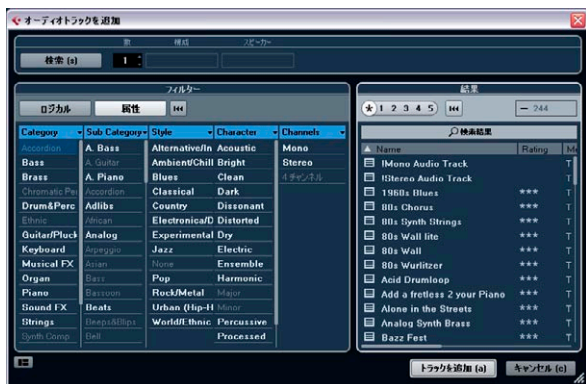 オーディオトラックを追加
数 構成 スピーカー
検索 (s) 1
フィルター 結果
ロジカル 属性 1 2 3 4 5 244
検索結果
Category Sub Category Style Character Channels Name Rating
Accordion A. Bass Alternative/In Acoustic Mono !Mono Audio Track T
Bass A. Guitar Ambient/Chill Bright Stereo !Stereo Audio Track T
Brass A. Piano Blues Clean 4チャンネル 1960s Blues *** T
Chromatic Per Accordion Classical Dark 80s Chorus *** T
Drum&Perc Adlibs Country Dissonant 80s Synth Strings *** T
Ethnic African Electronica/D Distorted 80s Wall lite *** T
Guitar/Pluck Analog Experimental Dry 80s Wall *** T
Keyboard Arpeggio Jazz Electric 80s Wurlitzer *** T
Musical FX Asian None Ensemble Acid Drumloop *** T
Organ Bass Pop Harmonic Add a fretless 2 your Piano *** T
Piano Bassoon Rock/Metal Major Alone in the Streets *** T
Sound FX Beats Urban (Hip-H Minor Analog Synth Brass *** T
Strings Beeps&Blips World/Ethnic Percussive Bazz Fest *** T
Synth Comp Bell Processed
トラックを追加 (a) キャンセル (c)